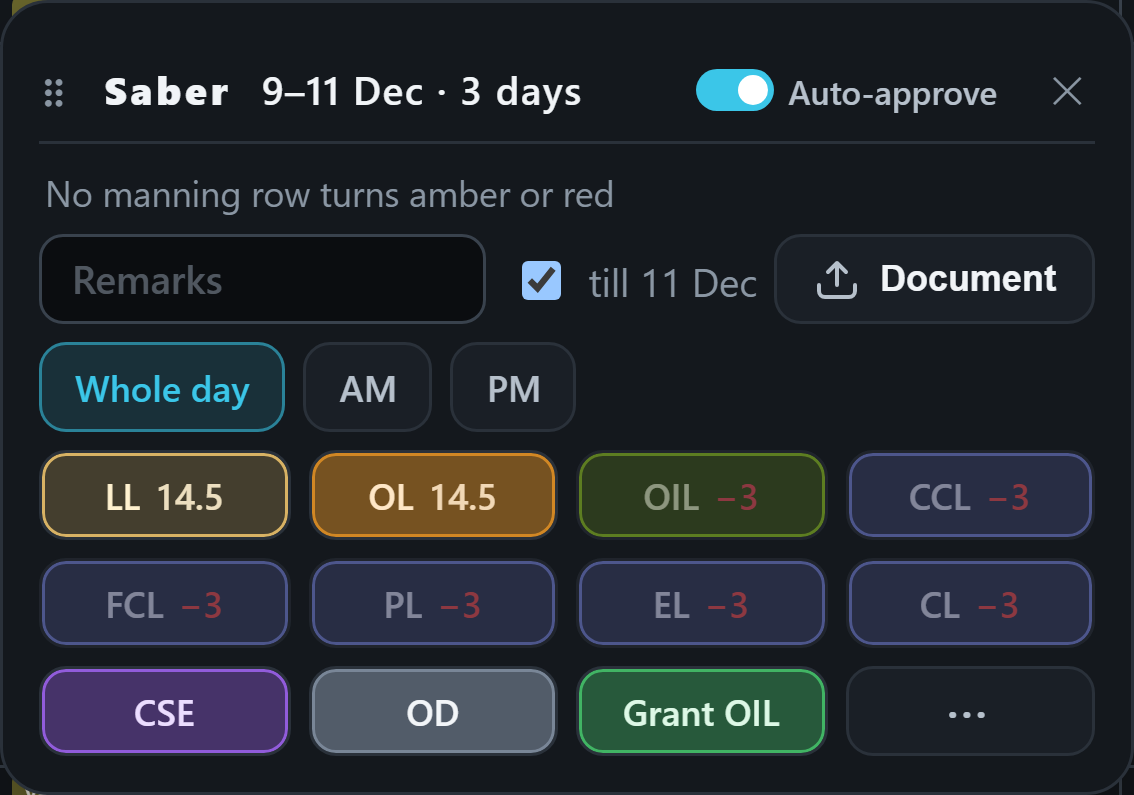 Saber 9–11 Dec · 3 days Auto-approve
No manning row turns amber or red
Remarks till 11 Dec Document
Whole day AM PM
LL 14.5 OL 14.5 OIL −3 CCL −3
FCL −3 PL −3 EL −3 CL −3
CSE OD Grant OIL ...